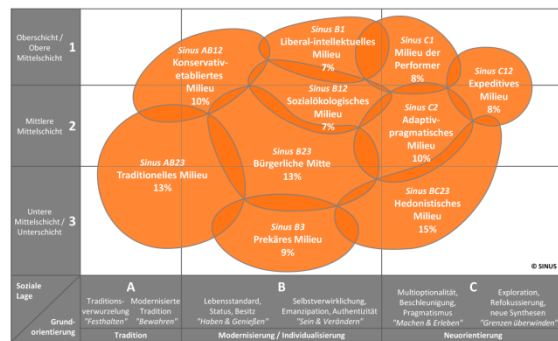 Oberschicht /
Obere
Mittelschicht
1
Mittlere
Mittelschicht
2
Untere
Mittelschicht /
Unterschicht
3
Sinus AB12
Konservativ-
etabliertes
Milieu
10%
Sinus B1
Liberal-intellektuelles
Milieu
7%
Sinus C1
Milieu der
Performer
8%
Sinus C12
Expeditives
Milieu
8%
Sinus B12
Sozialökologisches
Milieu
7%
Sinus C2
Adaptiv-
pragmatisches
Milieu
10%
Sinus AB23
Traditionelles Milieu
13%
Sinus B23
Bürgerliche Mitte
13%
Sinus BC23
Hedonistisches
Milieu
15%
Sinus B3
Prekäres Milieu
9%
© SINUS
Soziale
Lage
Grund-
orientierung
A
Traditions-
verwurzelung
"Festhalten"
Modernisierte
Tradition
"Bewahren"
Tradition
B
Lebensstandard,
Status, Besitz
"Haben & Genießen"
Selbstverwirklichung,
Emanzipation, Authentizität
"Sein & Verändern"
Modernisierung / Individualisierung
C
Multioptionalität,
Beschleunigung,
Pragmatismus
"Machen & Erleben"
Exploration,
Refokussierung,
neue Synthesen
"Grenzen überwinden"
Neuorientierung